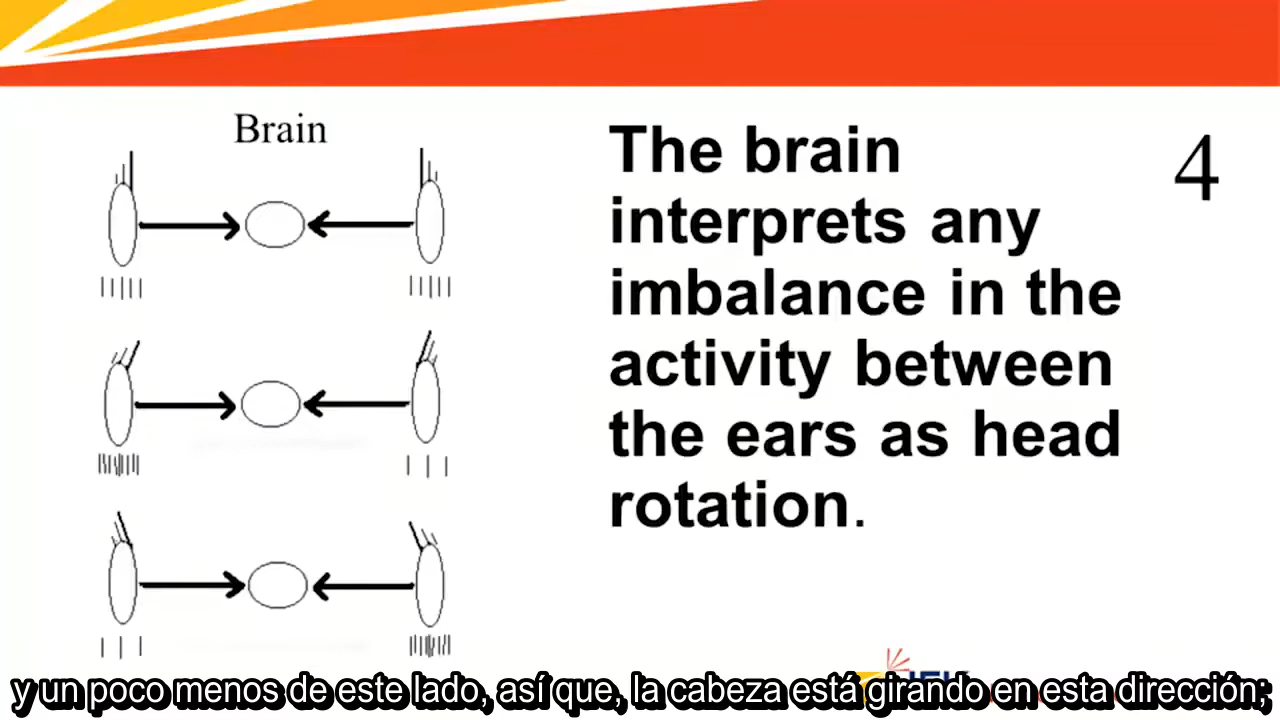 Brain
The brain
interprets any
imbalance in the
activity between
the ears as head
rotation.
4
y un poco menos de este lado, así que, la cabeza está girando en esta dirección;